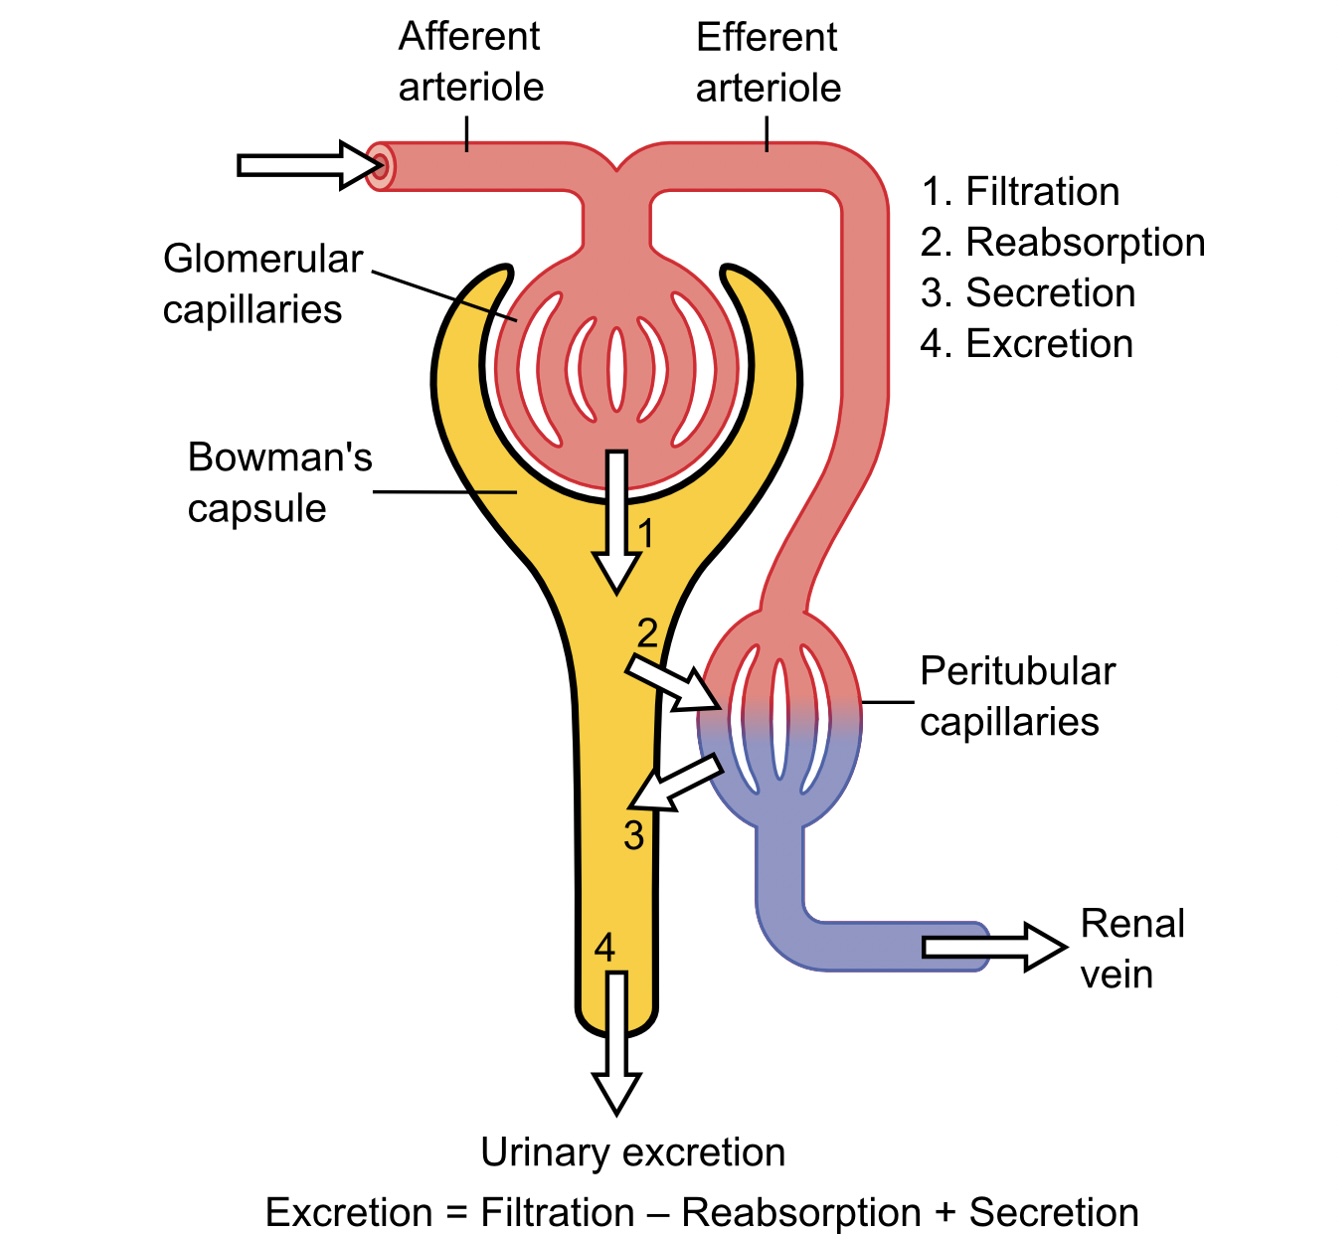 Afferent
arteriole
Efferent
arteriole
1. Filtration
2. Reabsorption
3. Secretion
4. Excretion
Glomerular
capillaries
Bowman's
capsule
1
2
Peritubular
capillaries
3
4
Renal
vein
Urinary excretion
Excretion = Filtration – Reabsorption + Secretion